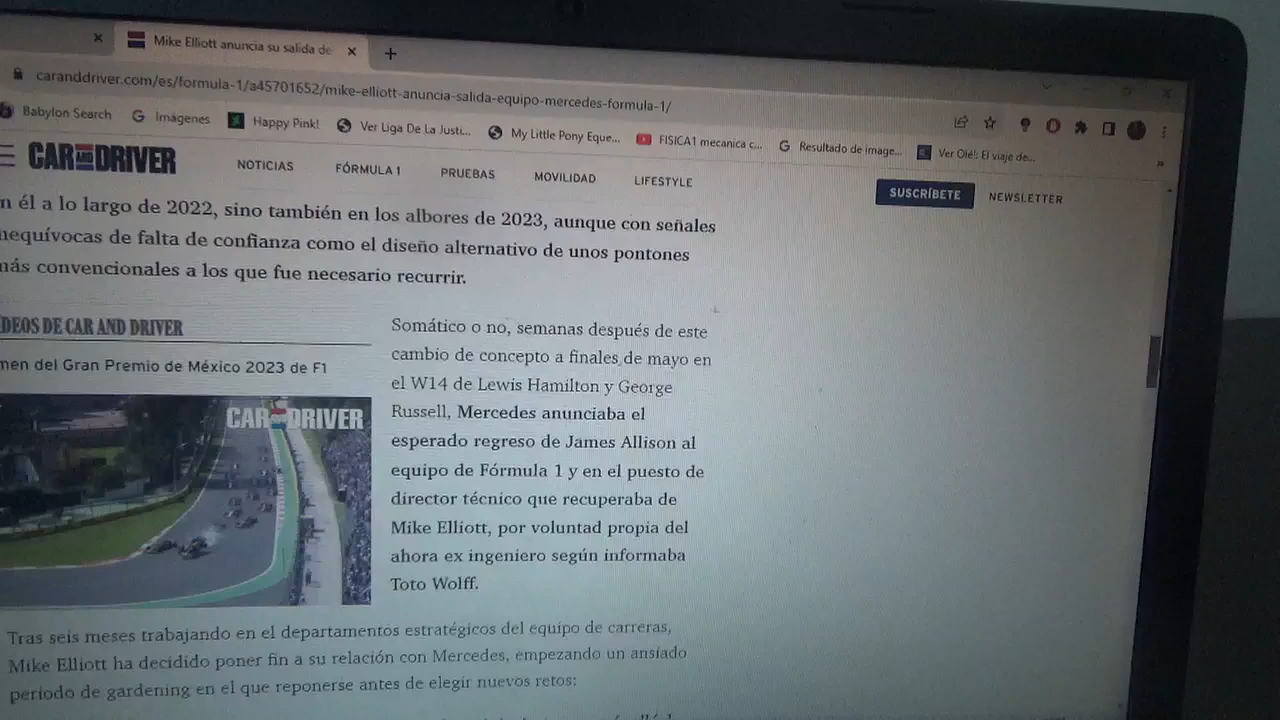 Mike Elliott anuncia su salida de
caranddriver.com/es/formula-1/a45701652/mike-elliott-anuncia-salida-equipo-mercedes-formula-1/
Babylon Search
Imágenes
Happy Pink!
Ver Liga De La Justi...
My Little Pony Eque...
FISICA1 mecanica c...
Resultado de image...
Ver Olé!: El viaje de...
»
CAR AND DRIVER
NOTICIAS
FÓRMULA 1
PRUEBAS
MOVILIDAD
LIFESTYLE
SUSCRÍBETE
NEWSLETTER
n él a lo largo de 2022, sino también en los albores de 2023, aunque con señales
nequívocas de falta de confianza como el diseño alternativo de unos pontones
más convencionales a los que fue necesario recurrir.
DEOS DE CAR AND DRIVER
men del Gran Premio de México 2023 de F1
CAR AND DRIVER
Somático o no, semanas después de este
cambio de concepto a finales de mayo en
el W14 de Lewis Hamilton y George
Russell, Mercedes anunciaba el
esperado regreso de James Allison al
equipo de Fórmula 1 y en el puesto de
director técnico que recuperaba de
Mike Elliott, por voluntad propia del
ahora ex ingeniero según informaba
Toto Wolff.
Tras seis meses trabajando en el departamentos estratégicos del equipo de carreras,
Mike Elliott ha decidido poner fin a su relación con Mercedes, empezando un ansiado
periodo de gardening en el que reponerse antes de elegir nuevos retos: